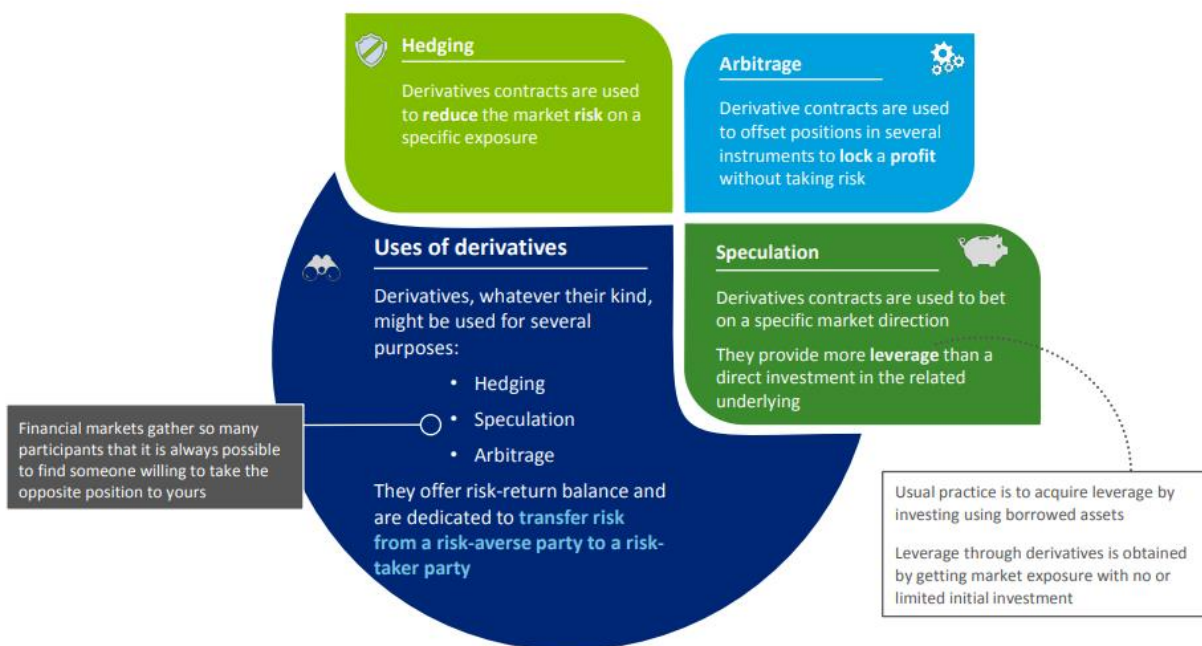 Hedging
Derivatives contracts are used
to reduce the market risk on a
specific exposure
Arbitrage
Derivative contracts are used
to offset positions in several
instruments to lock a profit
without taking risk
Uses of derivatives
Derivatives, whatever their kind,
might be used for several
purposes:
• Hedging
• Speculation
• Arbitrage
They offer risk-return balance and
are dedicated to transfer risk
from a risk-averse party to a risk-
taker party
Speculation
Derivatives contracts are used to bet
on a specific market direction
They provide more leverage than a
direct investment in the related
underlying
Financial markets gather so many
participants that it is always possible
to find someone willing to take the
opposite position to yours
Usual practice is to acquire leverage by
investing using borrowed assets
Leverage through derivatives is obtained
by getting market exposure with no or
limited initial investment